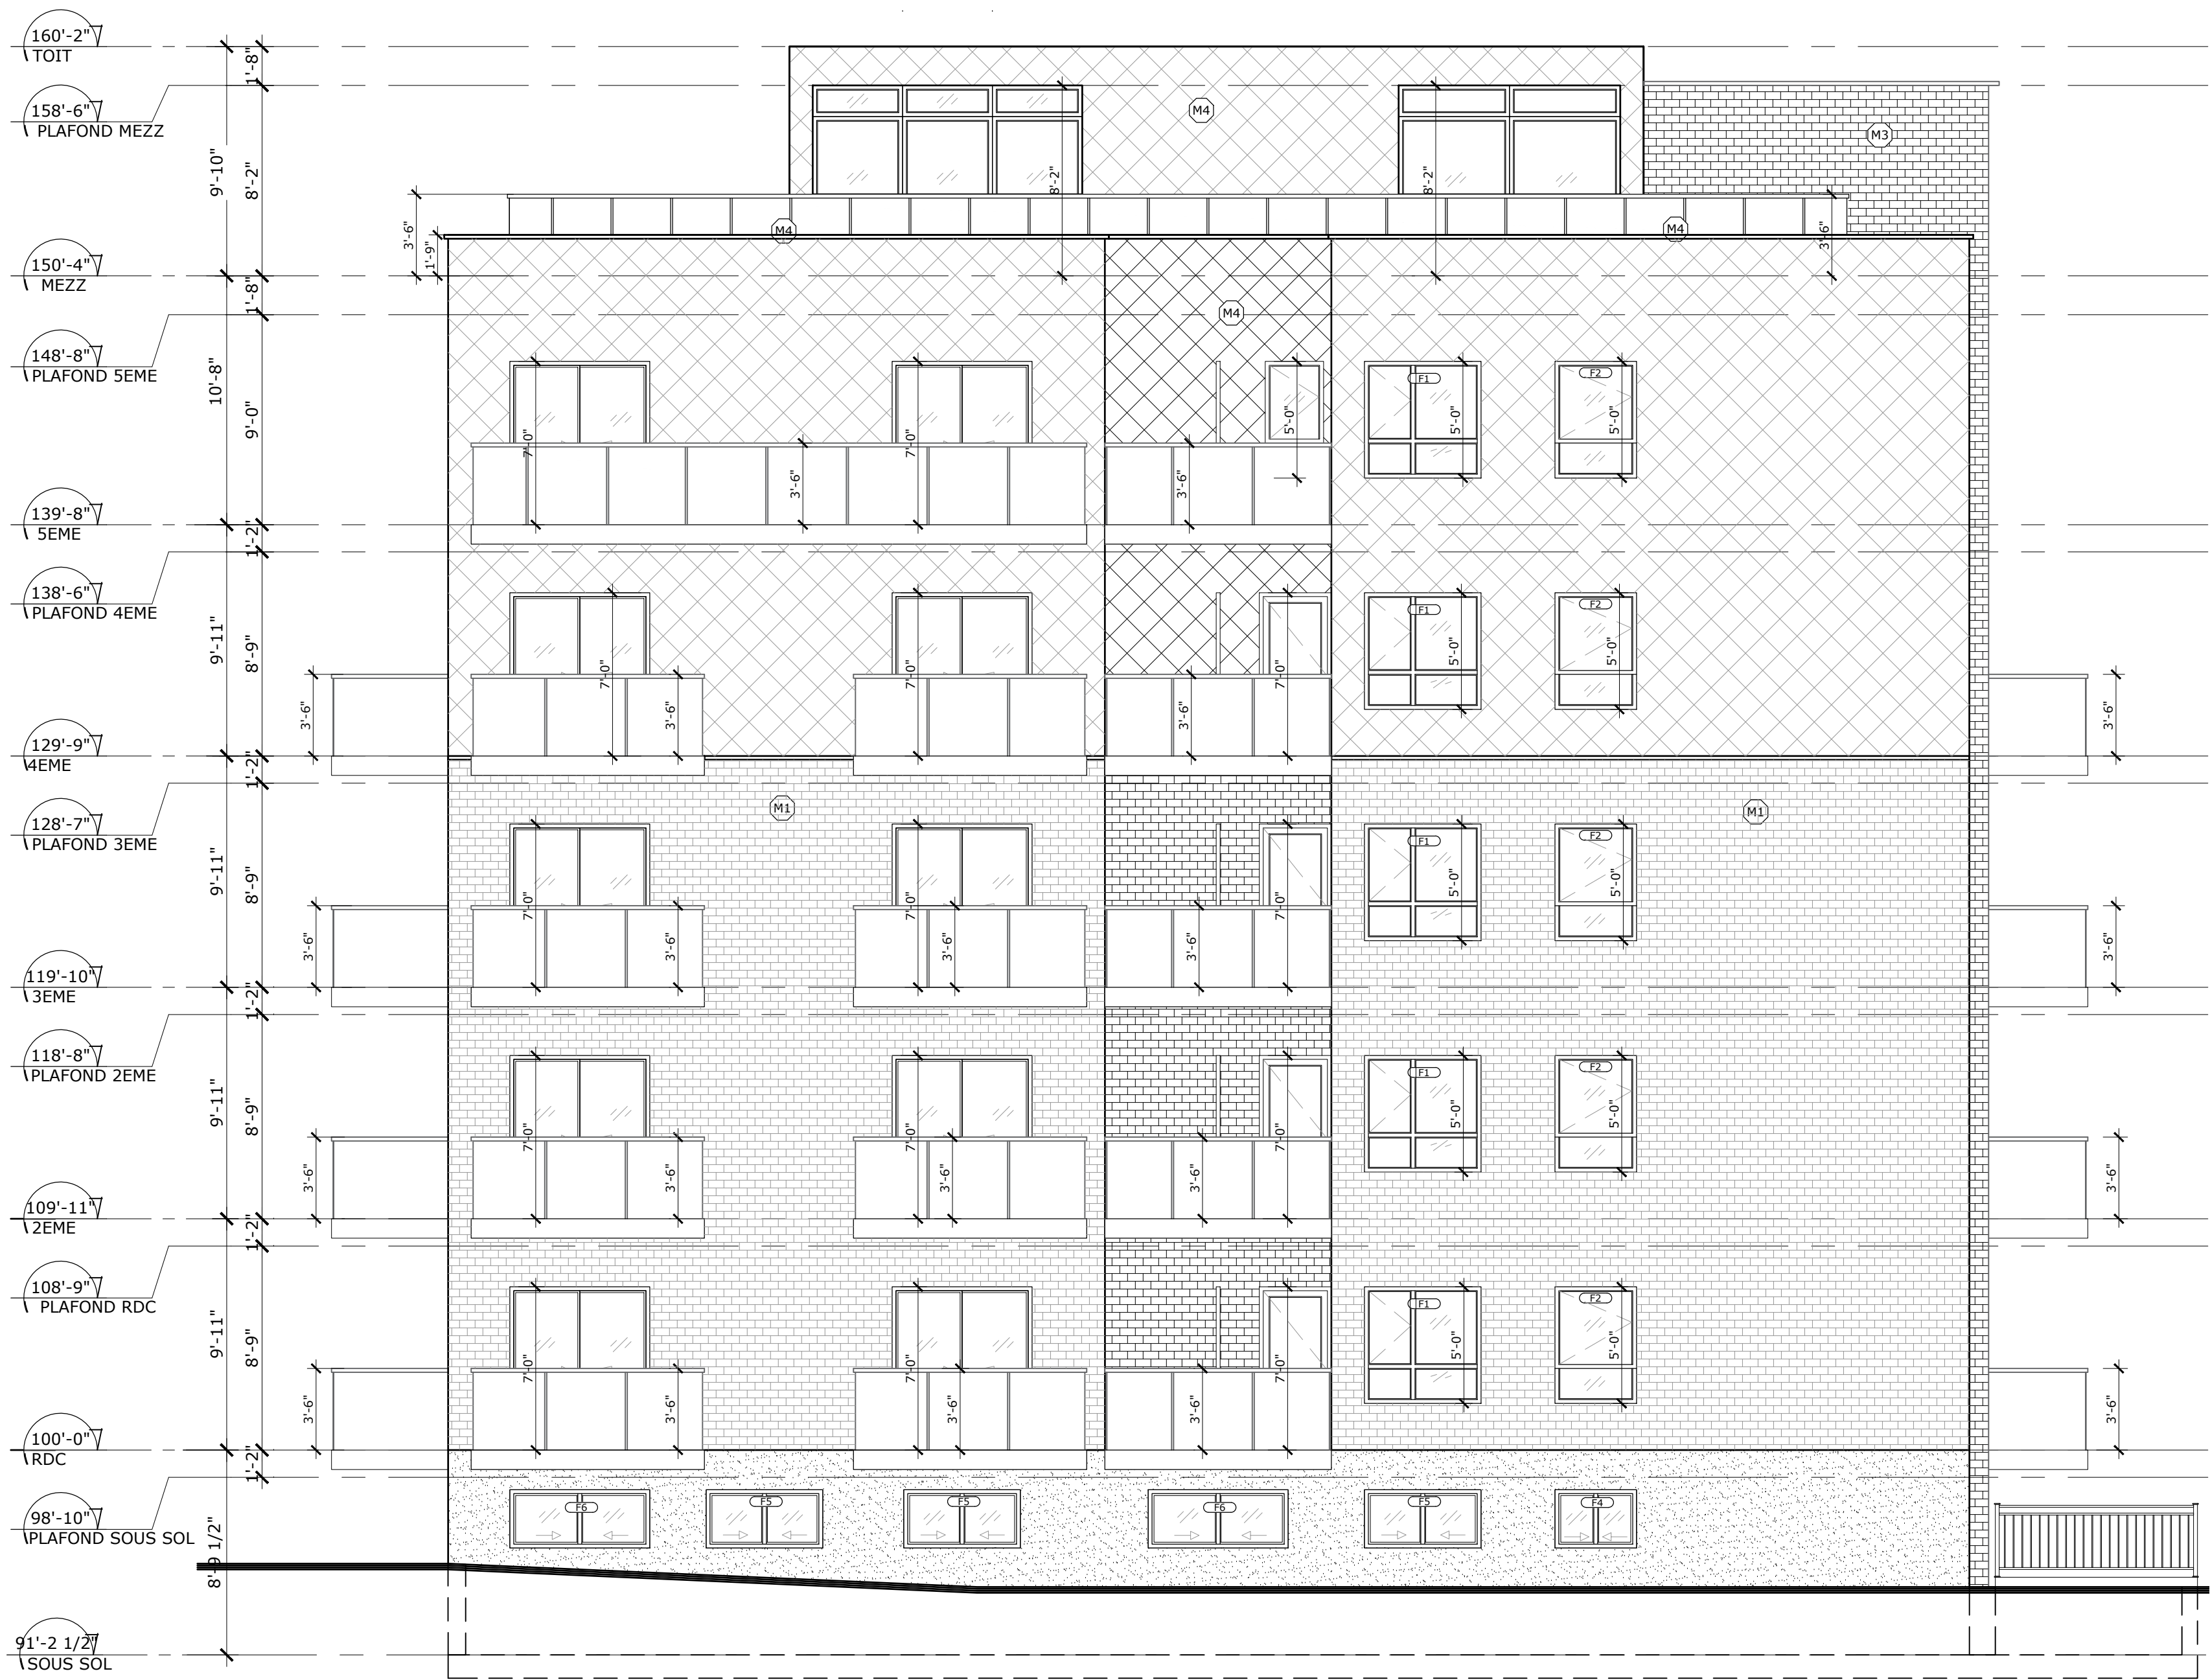 160'-2"
TOIT
158'-6"
PLAFOND MEZZ
150'-4"
MEZZ
148'-8"
PLAFOND 5EME
139'-8"
5EME
138'-6"
PLAFOND 4EME
129'-9"
4EME
128'-7"
PLAFOND 3EME
119'-10"
3EME
118'-8"
PLAFOND 2EME
109'-11"
2EME
108'-9"
PLAFOND RDC
100'-0"
RDC
98'-10"
PLAFOND SOUS SOL
91'-2 1/2"
SOUS SOL
9'-10"
10'-8"
9'-11"
9'-11"
9'-11"
9'-11"
8'-9 1/2"
1'-8"
8'-2"
1'-8"
9'-0"
1'-2"
8'-9"
1'-2"
8'-9"
1'-2"
8'-9"
1'-2"
8'-9"
1'-2"
M4
M3
8'-2"
8'-2"
3'-6"
1'-9"
M4
M4
3'-6"
M4
F1
F2
7'-0"
7'-0"
5'-0"
5'-0"
5'-0"
3'-6"
3'-6"
F1
F2
7'-0"
7'-0"
7'-0"
5'-0"
5'-0"
3'-6"
3'-6"
3'-6"
3'-6"
M1
M1
F1
F2
7'-0"
7'-0"
7'-0"
5'-0"
5'-0"
3'-6"
3'-6"
3'-6"
3'-6"
3'-6"
F1
F2
7'-0"
7'-0"
7'-0"
5'-0"
5'-0"
3'-6"
3'-6"
3'-6"
3'-6"
3'-6"
F1
F2
7'-0"
7'-0"
7'-0"
5'-0"
5'-0"
3'-6"
3'-6"
3'-6"
3'-6"
3'-6"
F6
F5
F5
F6
F5
F4